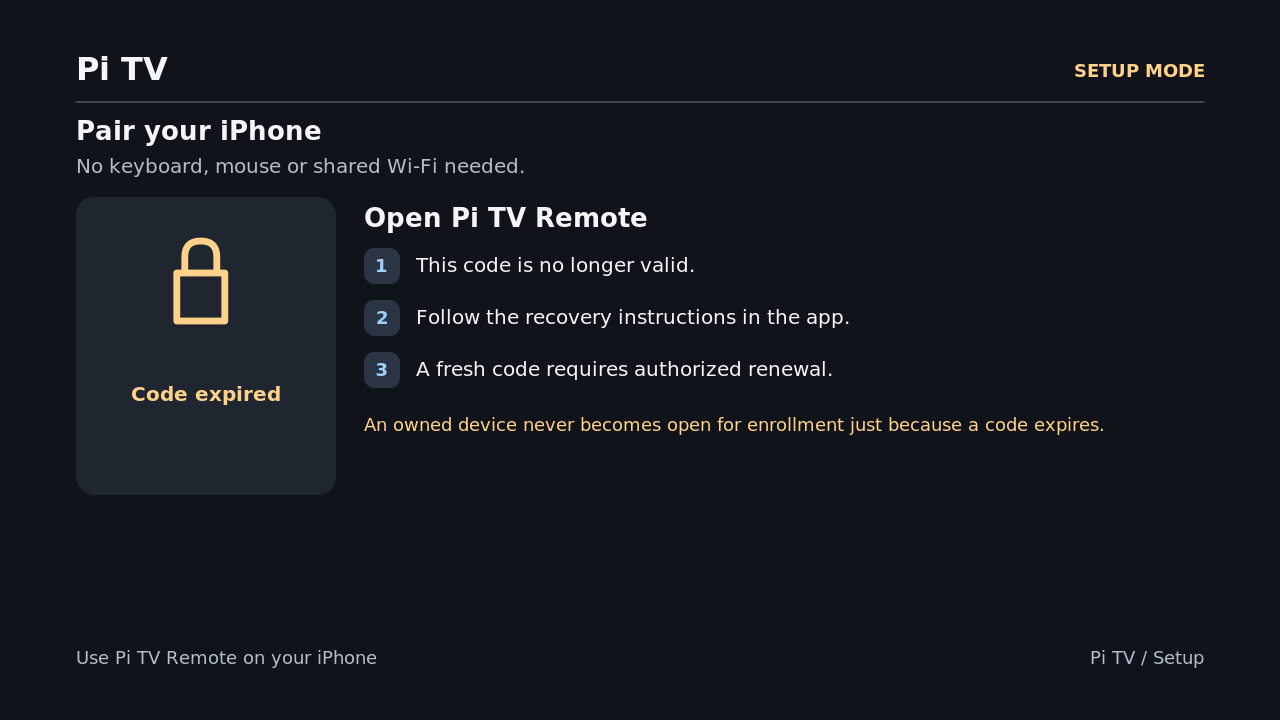 Pi TV
SETUP MODE
Pair your iPhone
No keyboard, mouse or shared Wi-Fi needed.
Code expired
Open Pi TV Remote
1 This code is no longer valid.
2 Follow the recovery instructions in the app.
3 A fresh code requires authorized renewal.
An owned device never becomes open for enrollment just because a code expires.
Use Pi TV Remote on your iPhone
Pi TV / Setup